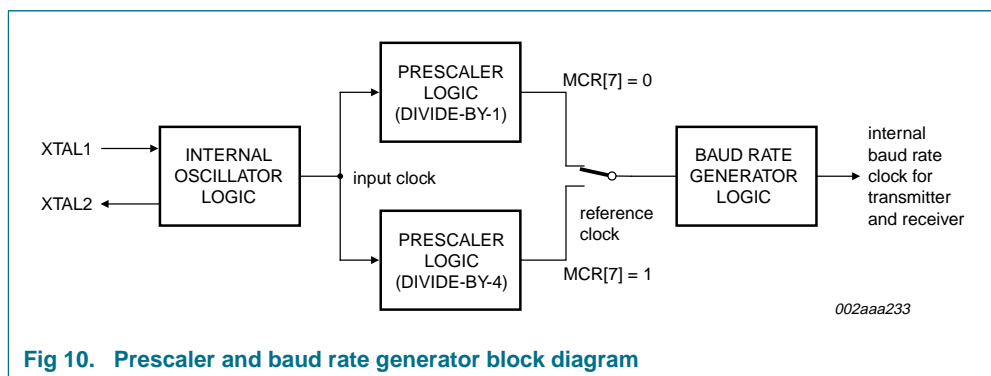 PRESCALER
LOGIC
(DIVIDE-BY-1)
MCR[7] = 0
XTAL1
XTAL2
INTERNAL
OSCILLATOR
LOGIC
input clock
BAUD RATE
GENERATOR
LOGIC
internal
baud rate
clock for
transmitter
and receiver
reference
clock
PRESCALER
LOGIC
(DIVIDE-BY-4)
MCR[7] = 1
002aaa233
Fig 10. Prescaler and baud rate generator block diagram